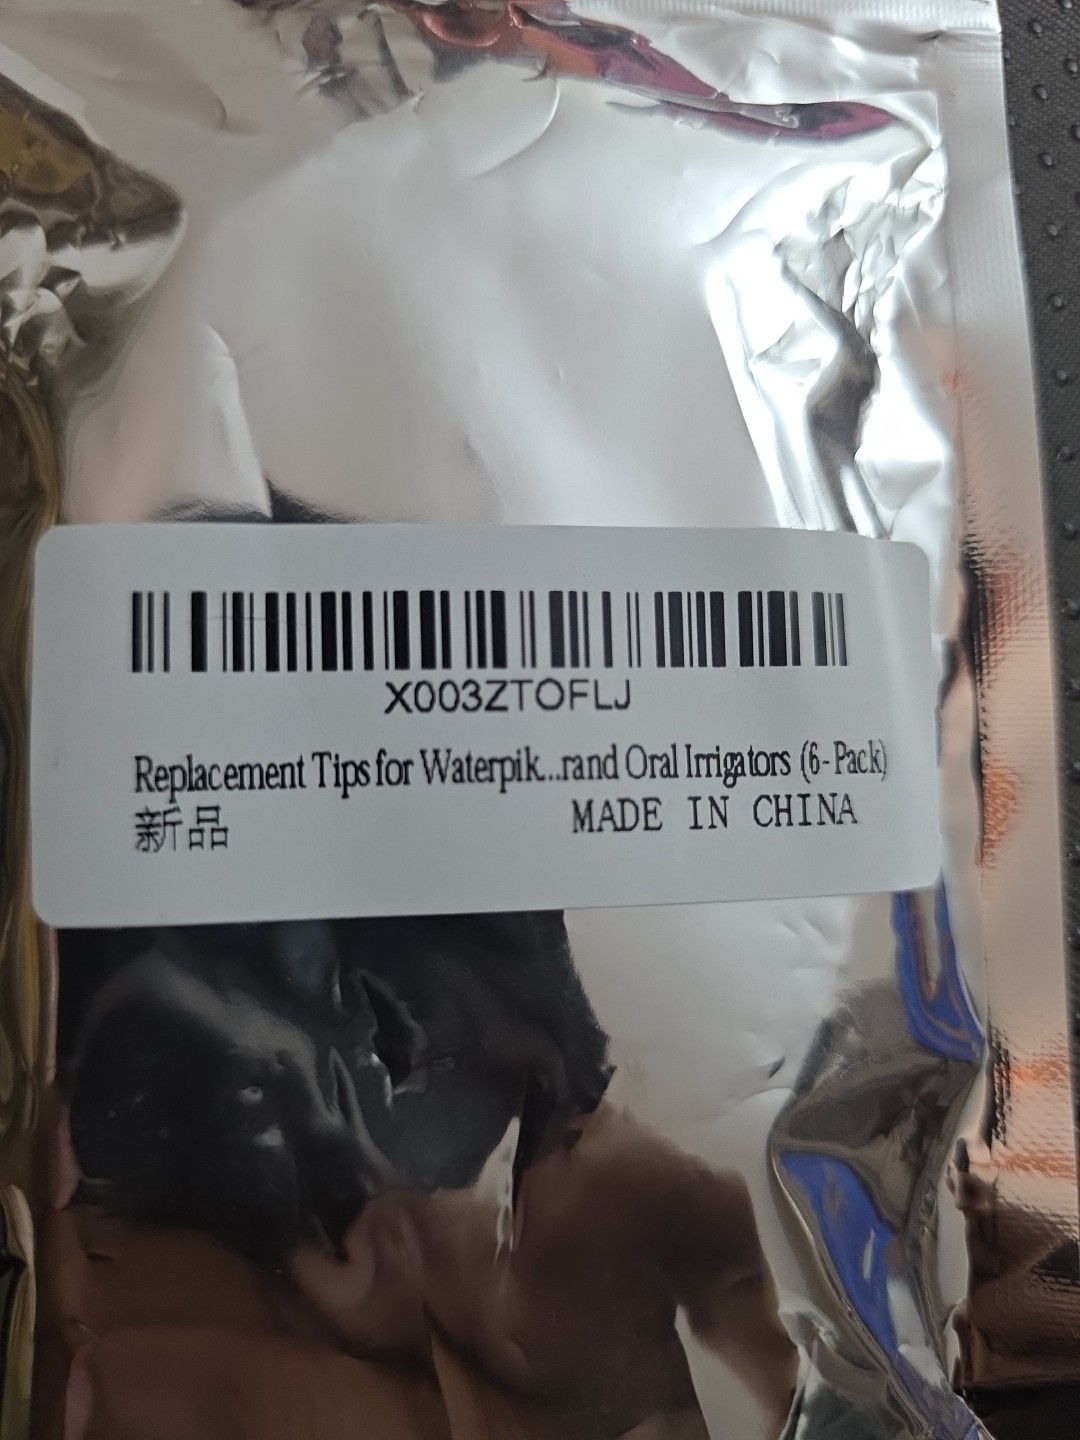 X003ZTOFLJ
Replacement Tips for Waterpik...rand Oral Irrigators (6-Pack)
新品 MADE IN CHINA